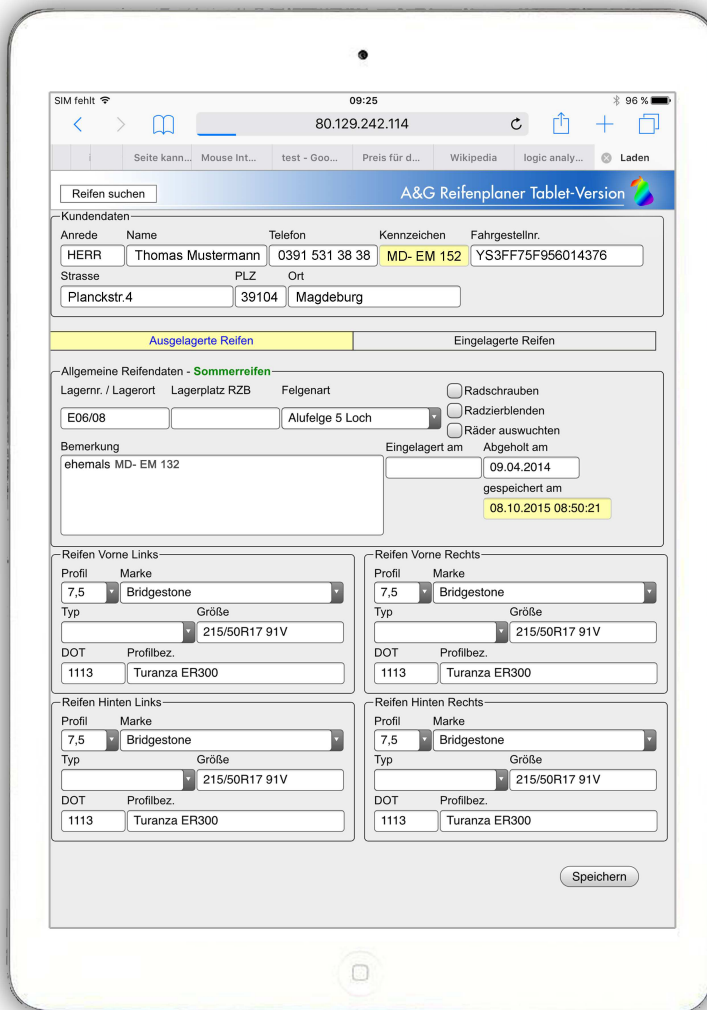 SIM fehlt 09:25 96 %
80.129.242.114
Seite kann... Mouse Int... test - Goo... Preis für d... Wikipedia logic analy... Laden
Reifen suchen A&G Reifenplaner Tablet-Version
Kundendaten
Anrede Name Telefon Kennzeichen Fahrgestellnr.
HERR Thomas Mustermann 0391 531 38 38 MD- EM 152 YS3FF75F956014376
Strasse PLZ Ort
Planckstr.4 39104 Magdeburg
Ausgelagerte Reifen Eingelagerte Reifen
Allgemeine Reifendaten - Sommerreifen
Lagernr. / Lagerort Lagerplatz RZB Felgenart Radschrauben
E06/08 Alufelge 5 Loch Radzierblenden
Räder auswuchten
Bemerkung Eingelagert am Abgeholt am
ehemals MD- EM 132 09.04.2014
gespeichert am
08.10.2015 08:50:21
Reifen Vorne Links
Profil Marke
7,5 Bridgestone
Typ Größe
215/50R17 91V
DOT Profilbez.
1113 Turanza ER300
Reifen Vorne Rechts
Profil Marke
7,5 Bridgestone
Typ Größe
215/50R17 91V
DOT Profilbez.
1113 Turanza ER300
Reifen Hinten Links
Profil Marke
7,5 Bridgestone
Typ Größe
215/50R17 91V
DOT Profilbez.
1113 Turanza ER300
Reifen Hinten Rechts
Profil Marke
7,5 Bridgestone
Typ Größe
215/50R17 91V
DOT Profilbez.
1113 Turanza ER300
Speichern